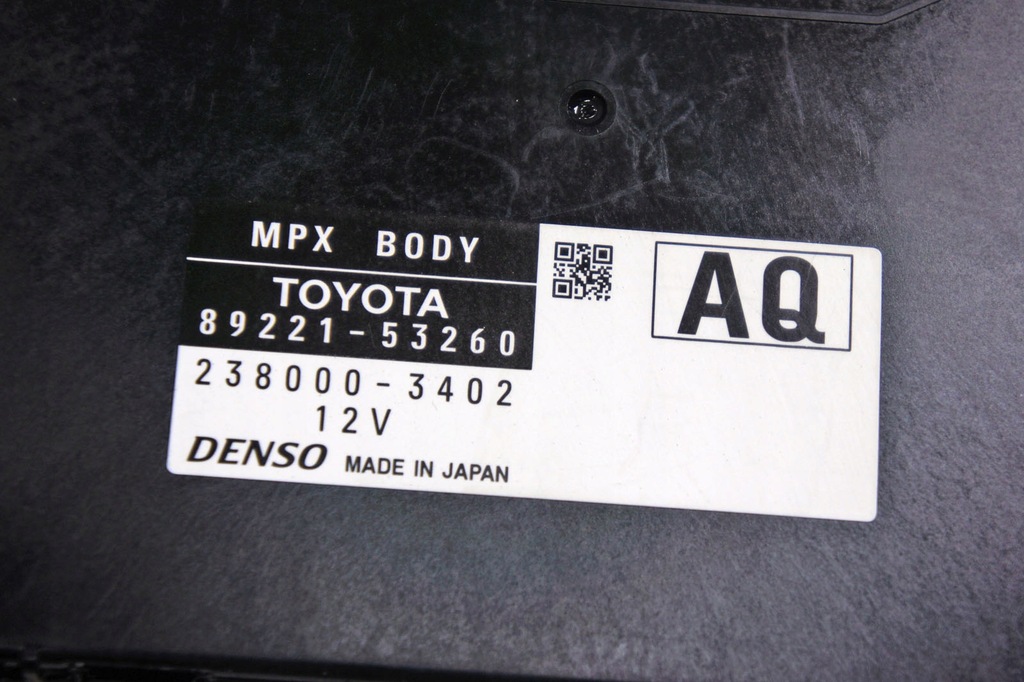 MPX BODY
TOYOTA
89221-53260
238000-3402
12V
DENSO MADE IN JAPAN
AQ